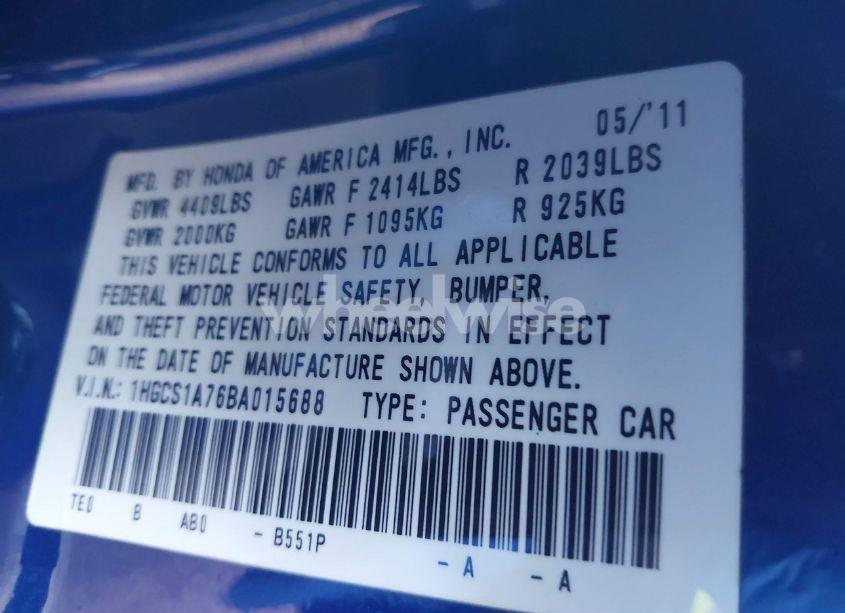 MFD. BY HONDA OF AMERICA MFG., INC. 05/'11
GVWR 4409LBS GAWR F 2414LBS R 2039LBS
GVWR 2000KG GAWR F 1095KG R 925KG
THIS VEHICLE CONFORMS TO ALL APPLICABLE
FEDERAL MOTOR VEHICLE SAFETY, BUMPER,
AND THEFT PREVENTION STANDARDS IN EFFECT
ON THE DATE OF MANUFACTURE SHOWN ABOVE.
V.I.N.: 1HGCS1A76BA015688 TYPE: PASSENGER CAR
TE0 B AB0 - B551P - A - A
wheelwise